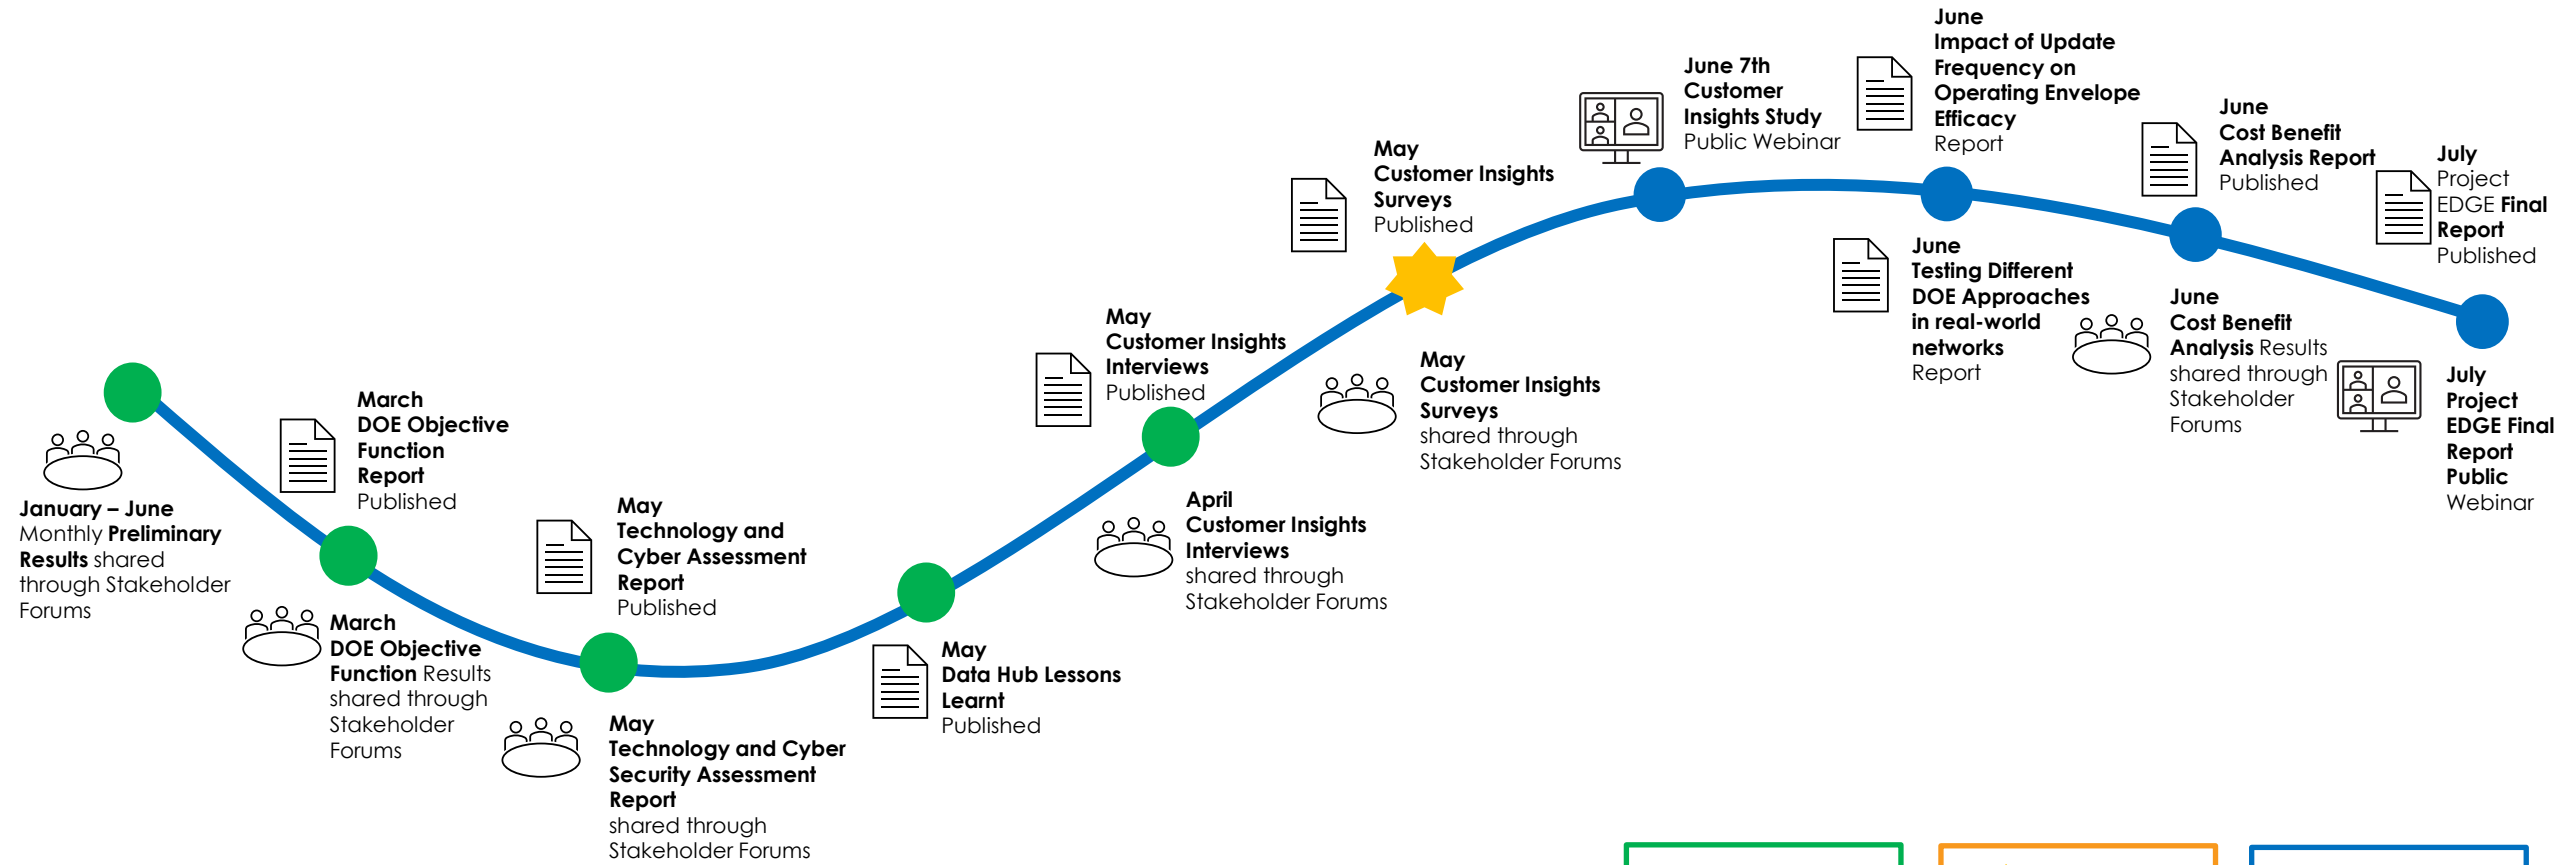 January – June
Monthly Preliminary
Results shared
through Stakeholder
Forums
March
DOE Objective
Function
Report
Published
March
DOE Objective
Function Results
shared through
Stakeholder
Forums
May
Technology and
Cyber Assessment
Report
Published
May
Technology and Cyber
Security Assessment
Report
shared through
Stakeholder Forums
May
Data Hub Lessons
Learnt
Published
May
Customer Insights
Interviews
Published
April
Customer Insights
Interviews
shared through
Stakeholder Forums
May
Customer Insights
Surveys
Published
May
Customer Insights
Surveys
shared through
Stakeholder Forums
June 7th
Customer
Insights Study
Public Webinar
June
Impact of Update
Frequency on
Operating Envelope
Efficacy
Report
June
Testing Different
DOE Approaches
in real-world
networks
Report
June
Cost Benefit
Analysis Report
Published
June
Cost Benefit
Analysis Results
shared through
Stakeholder
Forums
July
Project
EDGE Final
Report
Published
July
Project
EDGE Final
Report
Public
Webinar